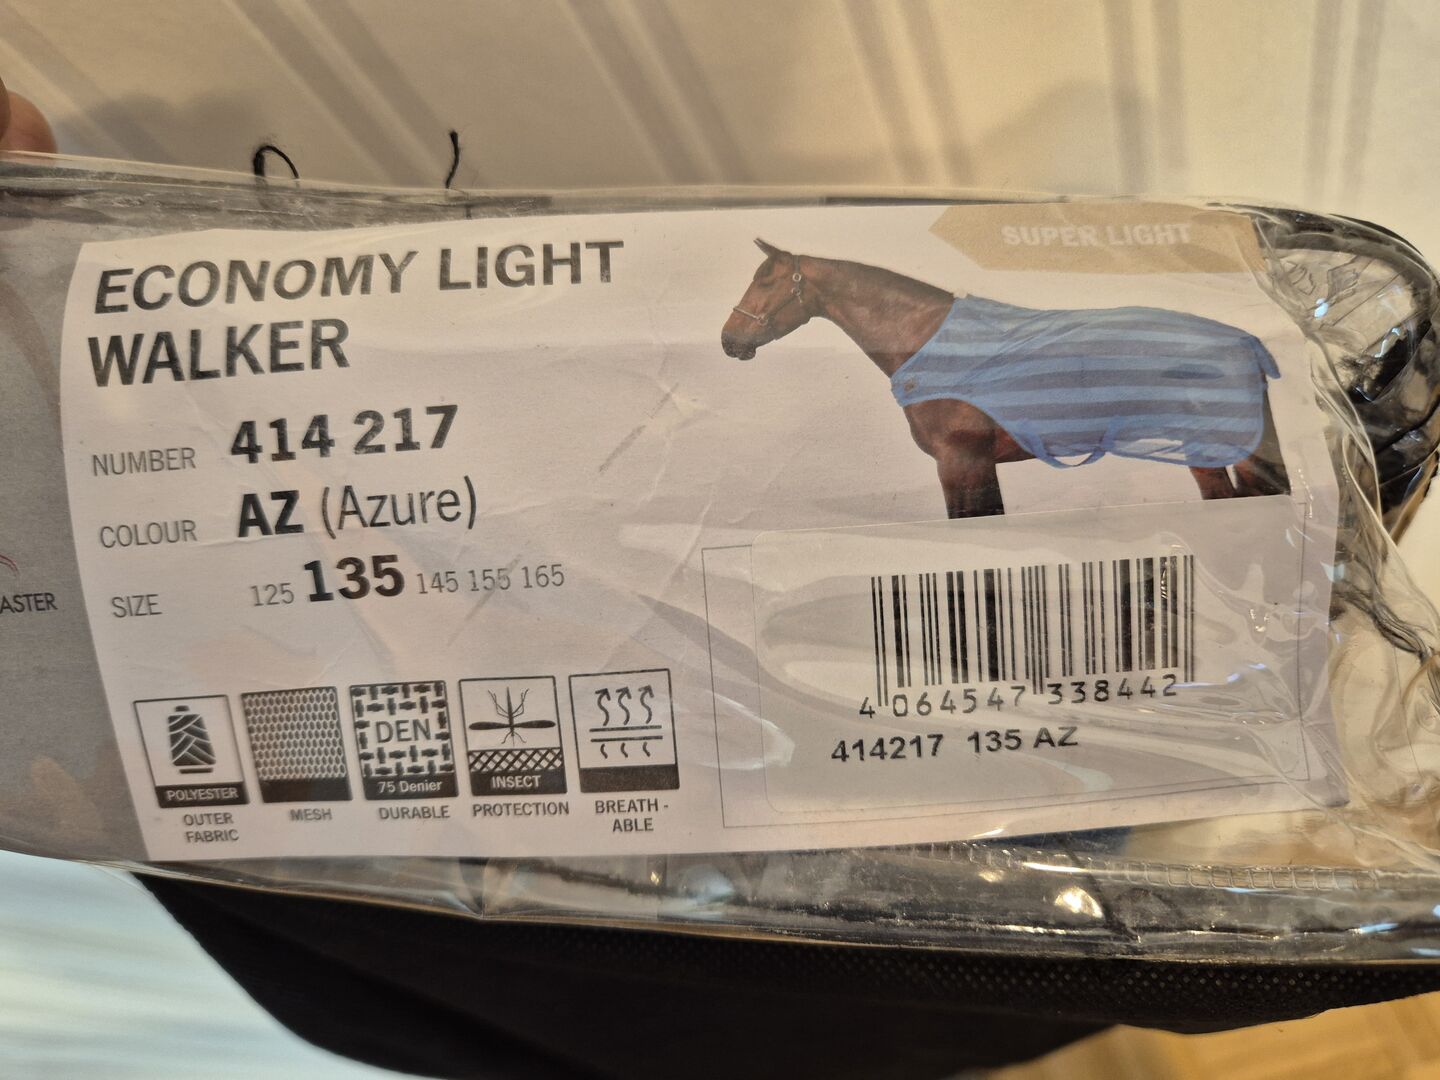 ECONOMY LIGHT
WALKER
NUMBER 414 217
COLOUR AZ (Azure)
SIZE 125 135 145 155 165
SUPER LIGHT
ASTER
POLYESTER
OUTER
FABRIC
MESH
DEN
75 Denier
DURABLE
INSECT
PROTECTION
BREATH-
ABLE
4 064547 338442
414217 135 AZ